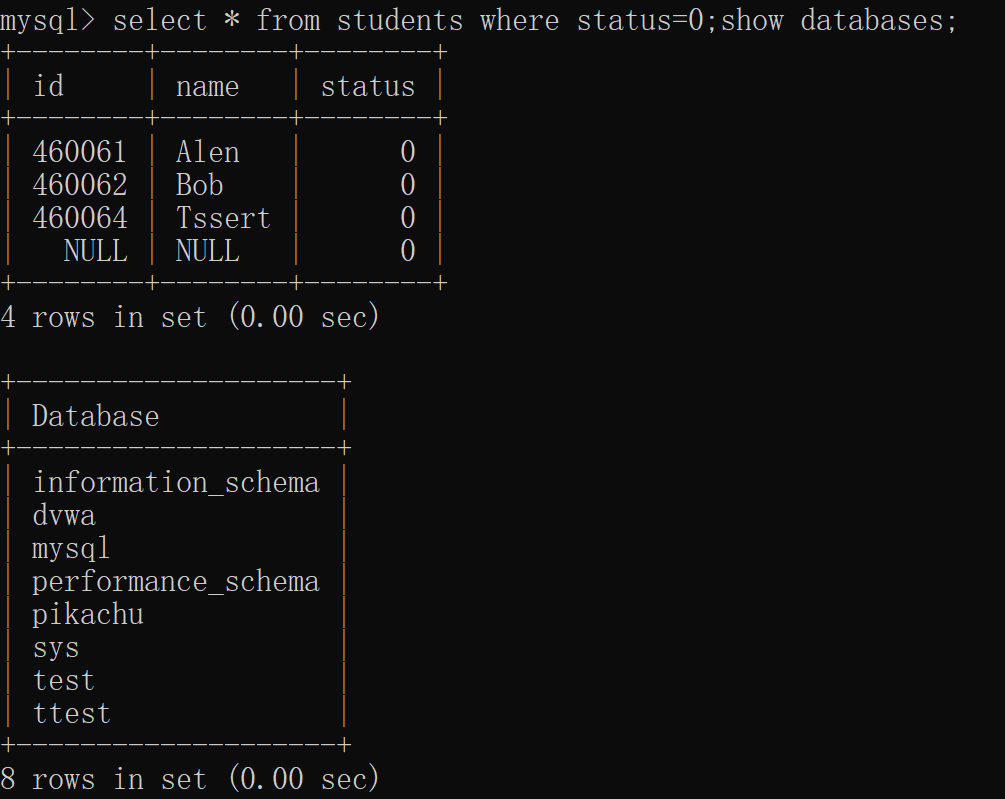 mysql> select * from students where status=0;show databases;
+--------+--------+--------+
| id     | name   | status |
+--------+--------+--------+
| 460061 | Alen   |      0 |
| 460062 | Bob    |      0 |
| 460064 | Tssert |      0 |
|   NULL | NULL   |      0 |
+--------+--------+--------+
4 rows in set (0.00 sec)
+--------------------+
| Database           |
+--------------------+
| information_schema |
| dvwa               |
| mysql              |
| performance_schema |
| pikachu            |
| sys                |
| test               |
| ttest              |
+--------------------+
8 rows in set (0.00 sec)